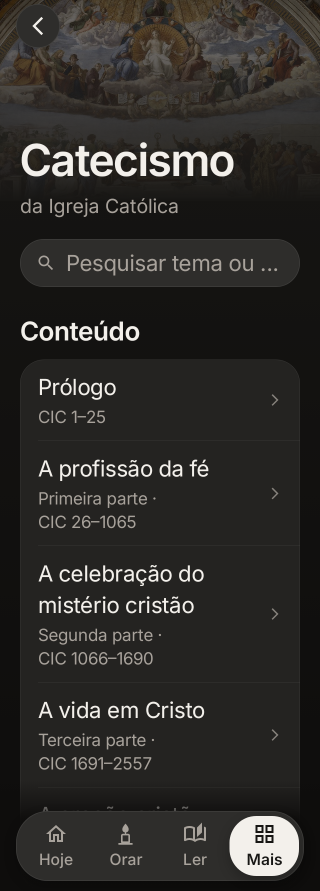 Catecismo
da Igreja Católica
Pesquisar tema ou ...
Conteúdo
Prólogo
CIC 1–25
A profissão da fé
Primeira parte ·
CIC 26–1065
A celebração do
mistério cristão
Segunda parte ·
CIC 1066–1690
A vida em Cristo
Terceira parte ·
CIC 1691–2557
Hoje
Orar
Ler
Mais